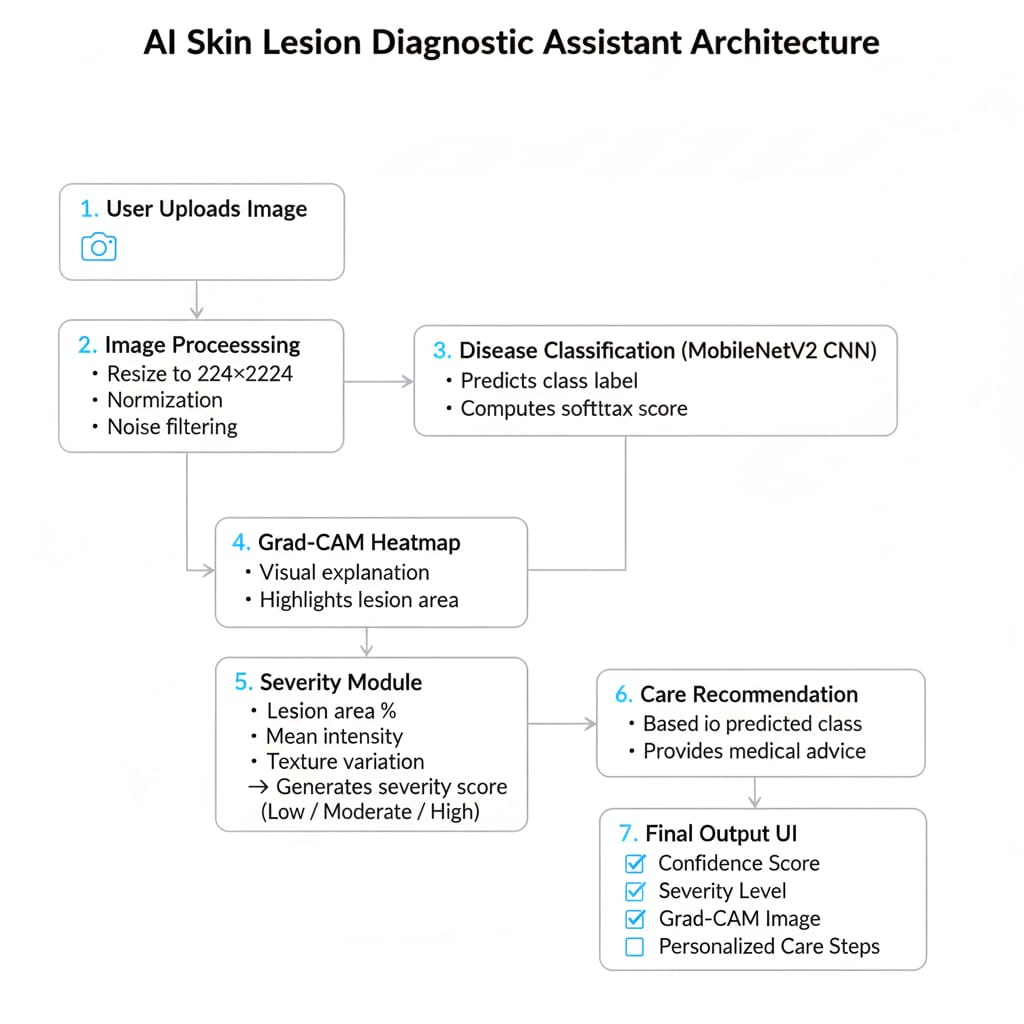 AI Skin Lesion Diagnostic Assistant Architecture
1. User Uploads Image
2. Image Proceesssing
• Resize to 224×2224
• Normization
• Noise filtering
3. Disease Classification (MobileNetV2 CNN)
• Predicts class label
• Computes softtrax score
4. Grad-CAM Heatmap
• Visual explanation
• Highlights lesion area
5. Severity Module
• Lesion area %
• Mean intensity
• Texture variation
→ Generates severity score
(Low / Moderate / High)
6. Care Recommendation
• Based io predicted class
• Provides medical advice
7. Final Output UI
☑ Confidence Score
☑ Severity Level
☑ Grad-CAM Image
☐ Personalized Care Steps